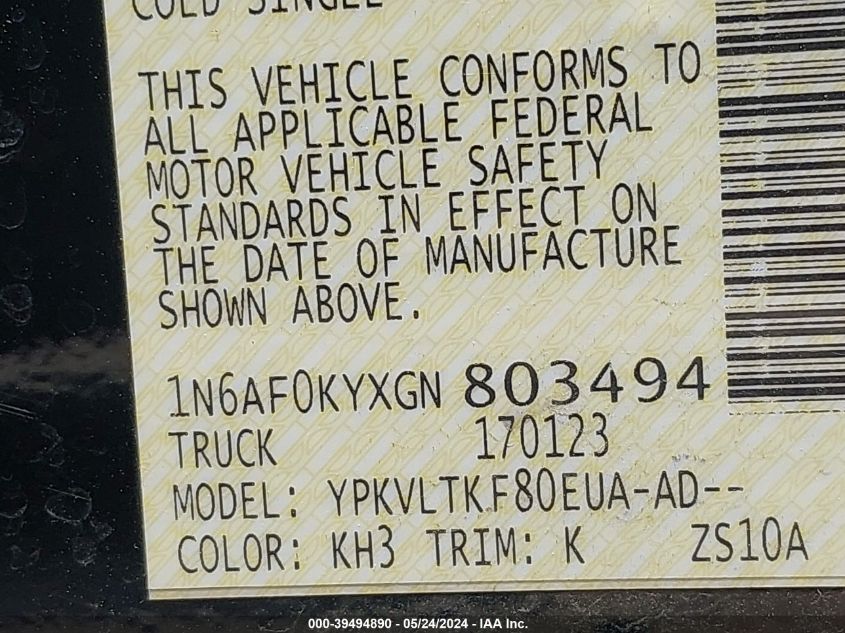 COLD SINGLE
THIS VEHICLE CONFORMS TO
ALL APPLICABLE FEDERAL
MOTOR VEHICLE SAFETY
STANDARDS IN EFFECT ON
THE DATE OF MANUFACTURE
SHOWN ABOVE.
1N6AF0KYXGN 803494
TRUCK 170123
MODEL: YPKVLTKF80EUA-AD--
COLOR: KH3 TRIM: K ZS10A
000-39494890 - 05/24/2024 - IAA Inc.